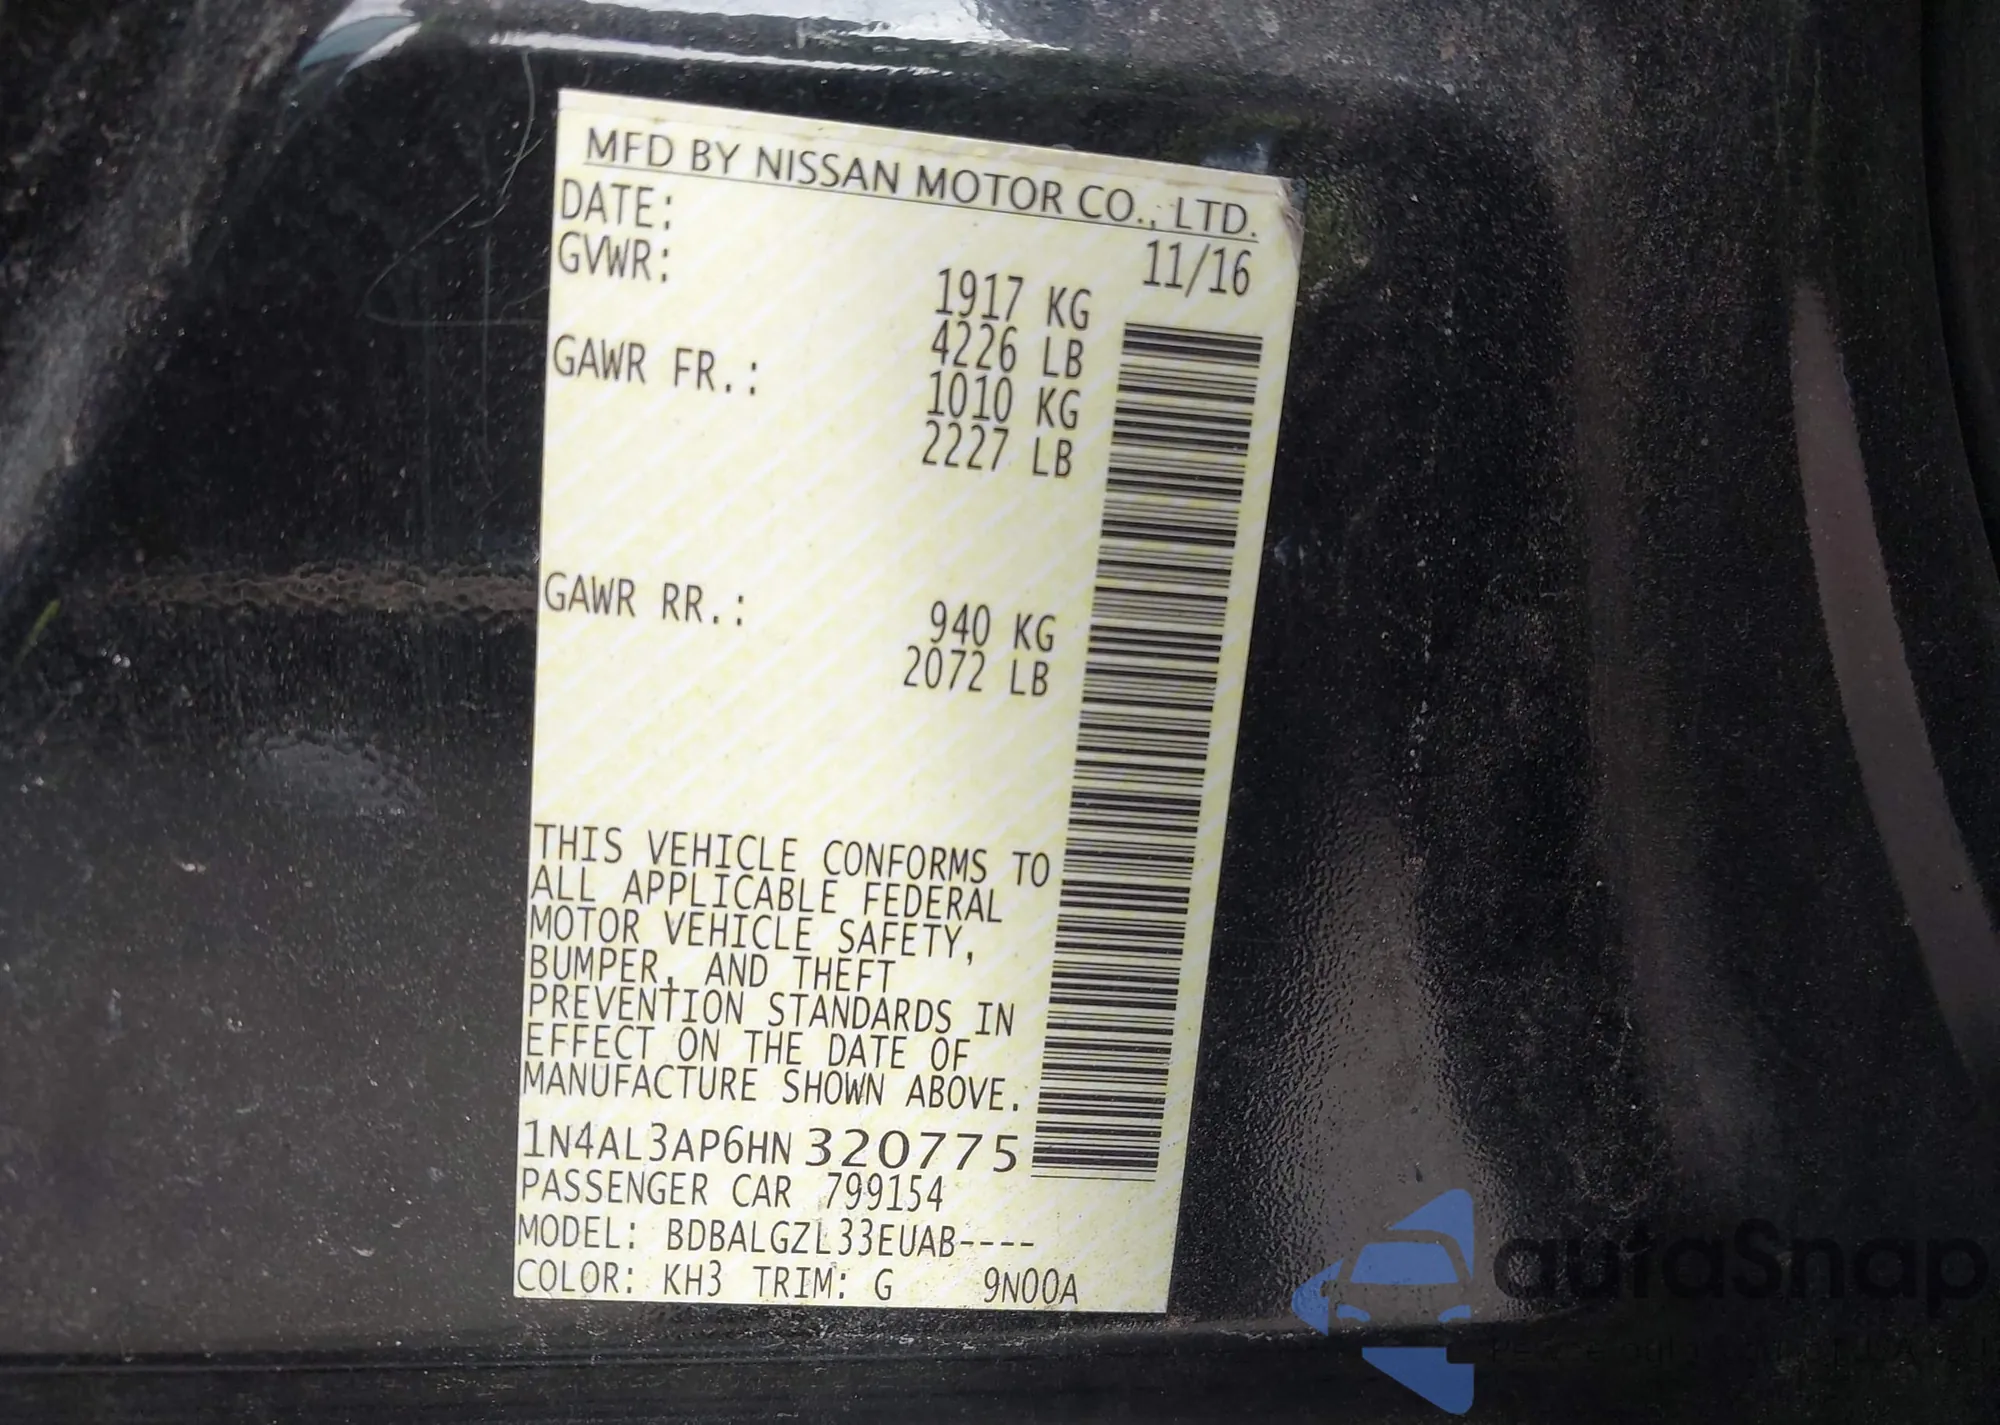 MFD BY NISSAN MOTOR CO., LTD.
DATE: 11/16
GVWR: 1917 KG
4226 LB
GAWR FR.: 1010 KG
2227 LB
GAWR RR.: 940 KG
2072 LB
THIS VEHICLE CONFORMS TO
ALL APPLICABLE FEDERAL
MOTOR VEHICLE SAFETY,
BUMPER, AND THEFT
PREVENTION STANDARDS IN
EFFECT ON THE DATE OF
MANUFACTURE SHOWN ABOVE.
1N4AL3AP6HN320775
PASSENGER CAR 799154
MODEL: BDBALGZL33EUAB----
COLOR: KH3 TRIM: G 9N00A
autaSnap